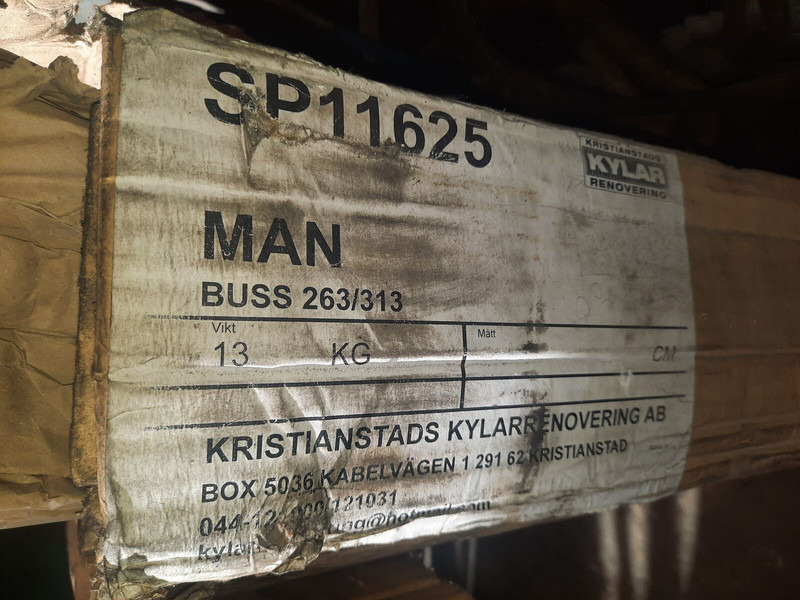 SP11625
KRISTIANSTADS
KYLAR
RENOVERING
MAN
BUSS 263/313
Vikt
Mått
13 KG
CM
KRISTIANSTADS KYLARRENOVERING AB
BOX 5036 KABELVÄGEN 1 291 62 KRISTIANSTAD